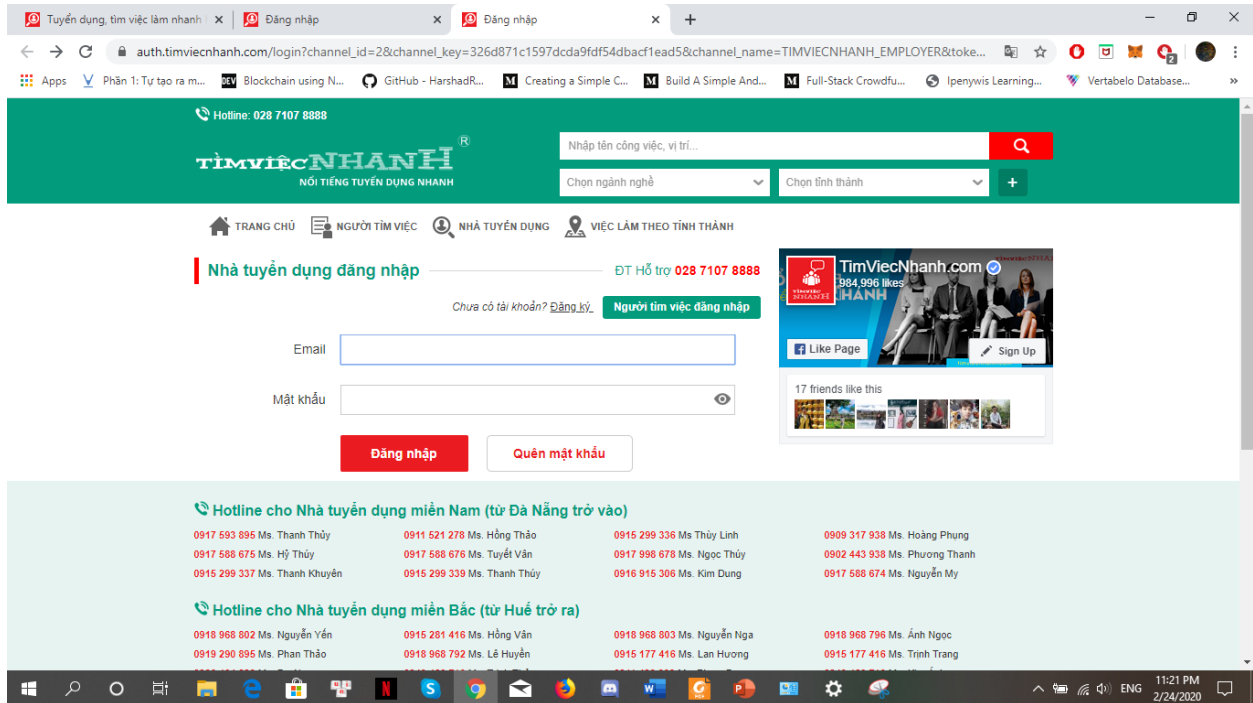 Tuyển dụng, tìm việc làm nhanh
Đăng nhập
Đăng nhập
auth.timviecnhanh.com/login?channel_id=2&channel_key=326d871c1597dcda9fdf54dbacf1ead5&channel_name=TIMVIECNHANH_EMPLOYER&toke...
2
Apps
Phần 1: Tự tạo ra m...
DEV Blockchain using N...
GitHub - HarshadR...
M Creating a Simple C...
M Build A Simple And...
M Full-Stack Crowdfu...
Ipenywis Learning...
Vertabelo Database...
»
Hotline: 028 7107 8888
TÌMVIỆCNHANH®
NỔI TIẾNG TUYỂN DỤNG NHANH
Nhập tên công việc, vị trí...
Chọn ngành nghề
Chọn tỉnh thành
+
TRANG CHỦ
NGƯỜI TÌM VIỆC
NHÀ TUYỂN DỤNG
VIỆC LÀM THEO TỈNH THÀNH
Nhà tuyển dụng đăng nhập
ĐT Hỗ trợ 028 7107 8888
Chưa có tài khoản? Đăng ký
Người tìm việc đăng nhập
Email
Mật khẩu
Đăng nhập
Quên mật khẩu
TimViecNhanh.com
984,996 likes
Like Page
Sign Up
17 friends like this
Hotline cho Nhà tuyển dụng miền Nam (từ Đà Nẵng trở vào)
0917 593 895 Ms. Thanh Thủy
0911 521 278 Ms. Hồng Thảo
0915 299 336 Ms Thùy Linh
0909 317 938 Ms. Hoàng Phụng
0917 588 675 Ms. Hỷ Thúy
0917 588 676 Ms. Tuyết Vân
0917 998 678 Ms. Ngọc Thúy
0902 443 938 Ms. Phương Thanh
0915 299 337 Ms. Thanh Khuyên
0915 299 339 Ms. Thanh Thúy
0916 915 306 Ms. Kim Dung
0917 588 674 Ms. Nguyễn My
Hotline cho Nhà tuyển dụng miền Bắc (từ Huế trở ra)
0918 968 802 Ms. Nguyễn Yến
0915 281 416 Ms. Hồng Vân
0918 968 803 Ms. Nguyễn Nga
0918 968 796 Ms. Ánh Ngọc
0919 290 895 Ms. Phan Thảo
0918 968 792 Ms. Lê Huyền
0915 177 416 Ms. Lan Hương
0915 177 416 Ms. Trịnh Trang
ENG
11:21 PM
2/24/2020